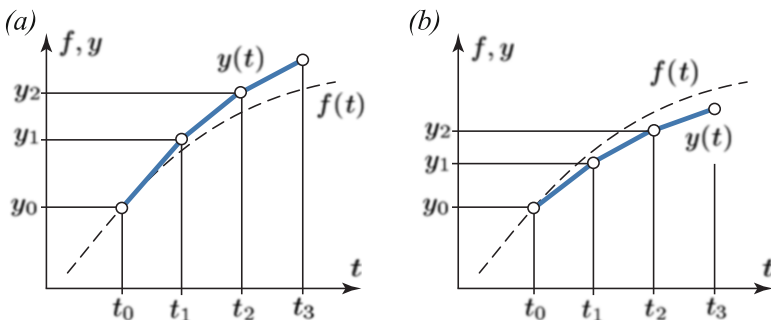 (a)
f, y
y(t)
f(t)
y₂
y₁
y₀
t
t₀ t₁ t₂ t₃
(b)
f, y
f(t)
y(t)
y₂
y₁
y₀
t
t₀ t₁ t₂ t₃